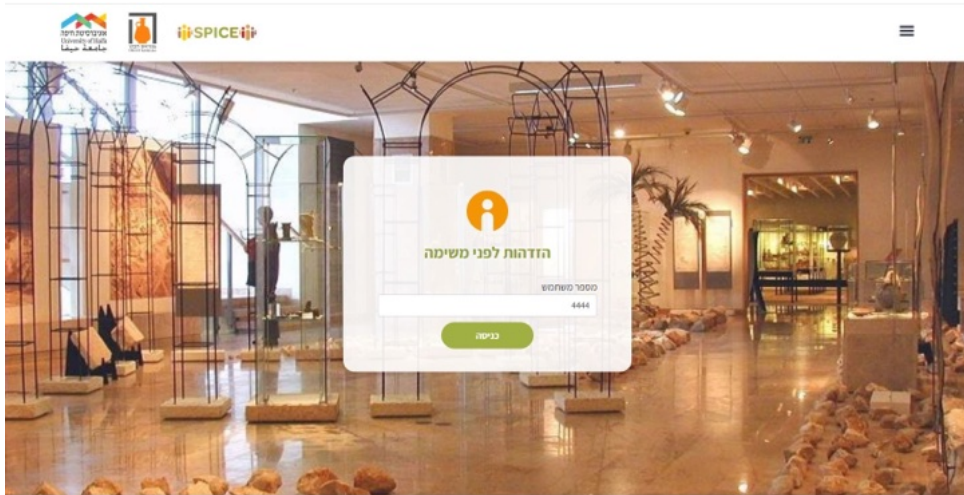 אוניברסיטת חיפה
University of Haifa
جامعة حيفا
SPICE
הזדהות לפני משימה
מספר משתמש
4444
כניסה